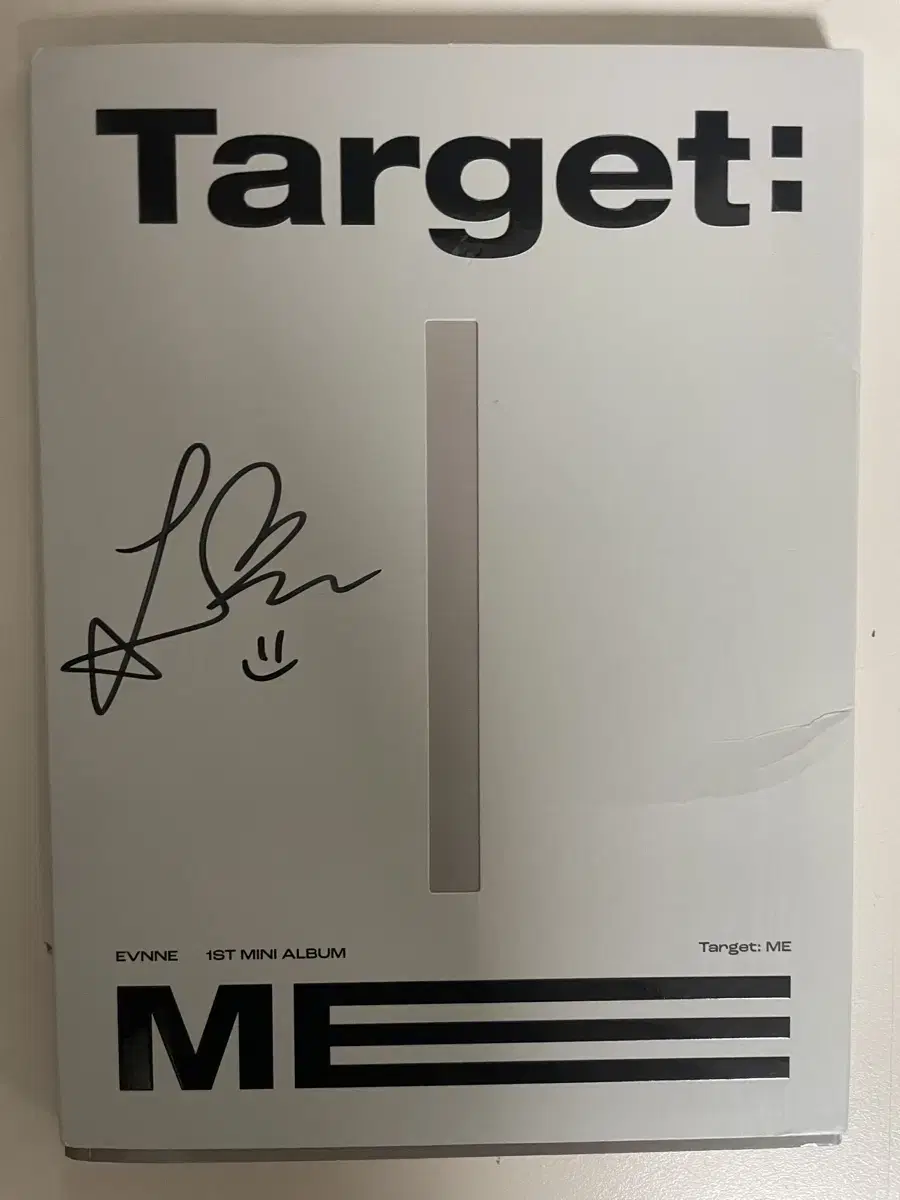 Target:
EVNNE 1ST MINI ALBUM
Target: ME
ME